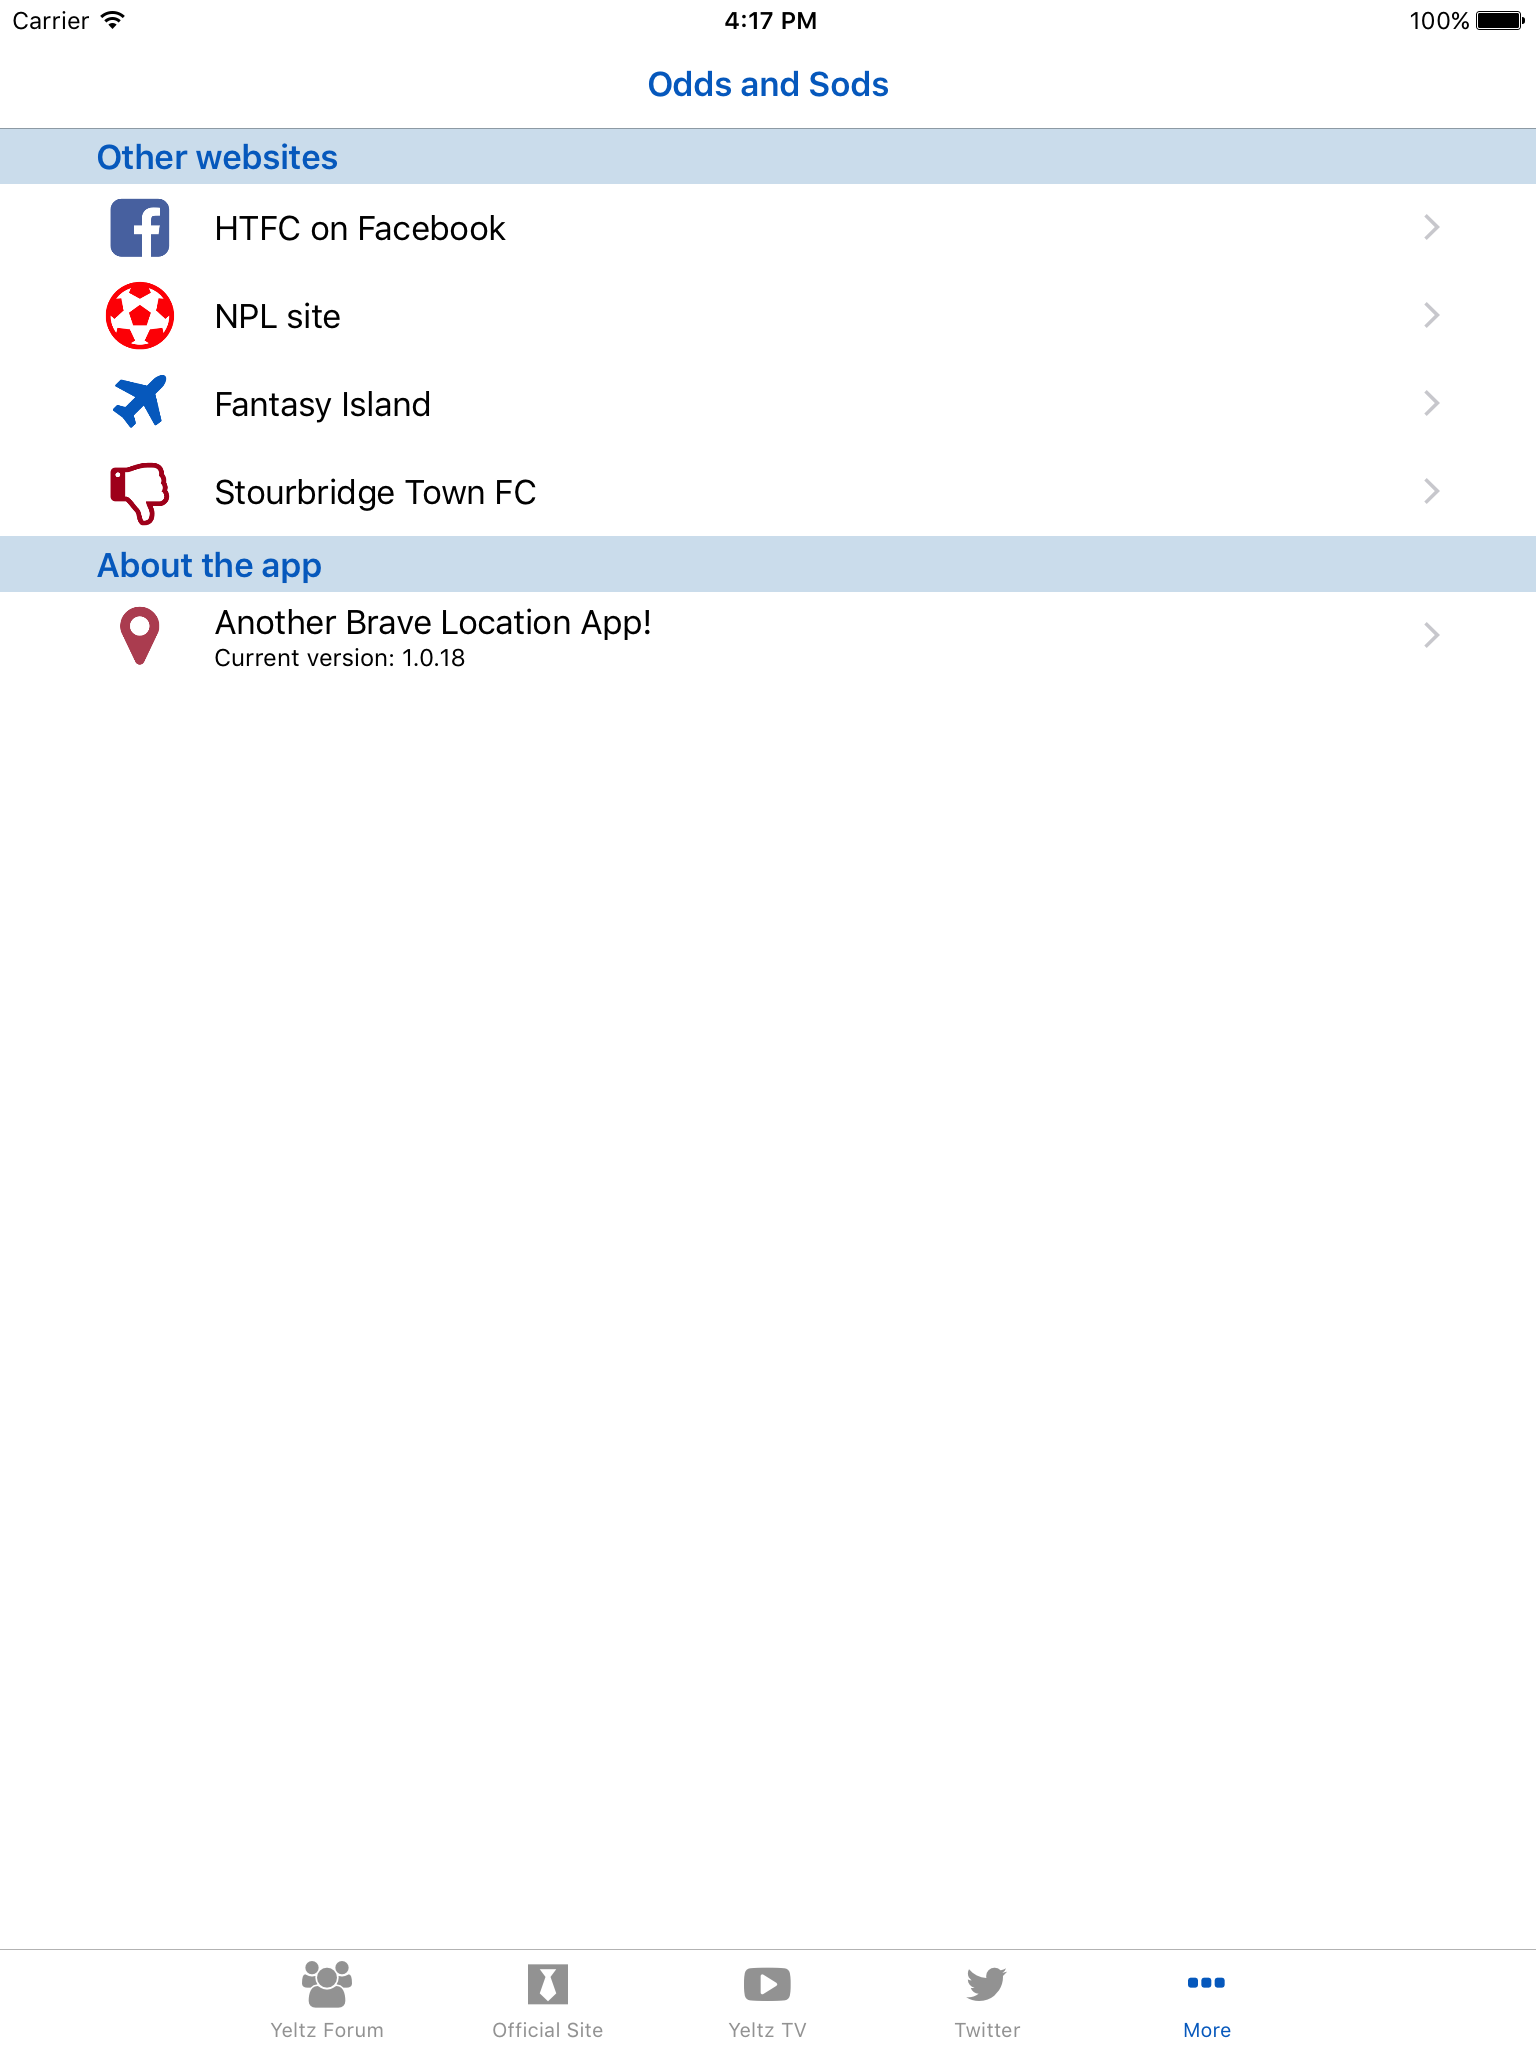 Carrier 4:17 PM 100%
Odds and Sods
Other websites
HTFC on Facebook
NPL site
Fantasy Island
Stourbridge Town FC
About the app
Another Brave Location App!
Current version: 1.0.18
Yeltz Forum Official Site Yeltz TV Twitter More